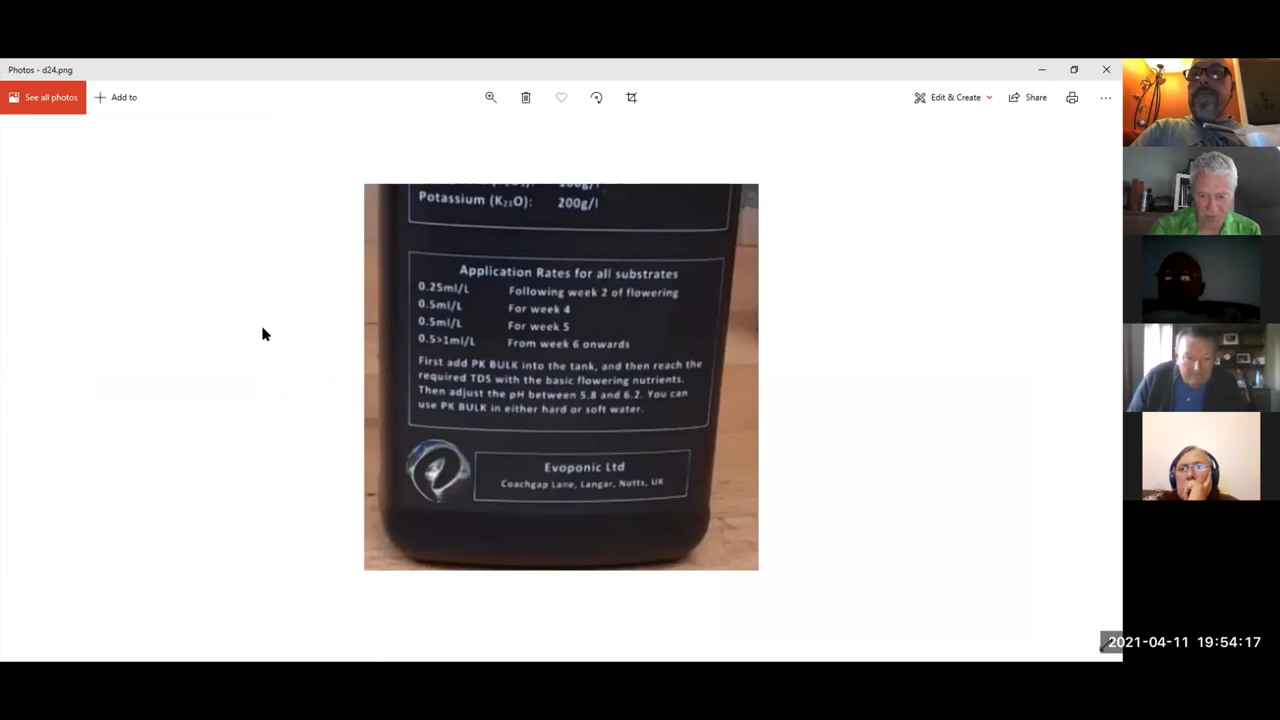 Photos - d24.png
See all photos
Add to
Edit & Create
Share
Potassium (K₂₃O): 200g/l
Application Rates for all substrates
0.25ml/L Following week 2 of flowering
0.5ml/L For week 4
0.5ml/L For week 5
0.5>1ml/L From week 6 onwards
First add PK BULK into the tank, and then reach the
required TDS with the basic flowering nutrients.
Then adjust the pH between 5.8 and 6.2. You can
use PK BULK in either hard or soft water.
Evoponic Ltd
Coachgap Lane, Langar, Notts, UK
2021-04-11 19:54:17